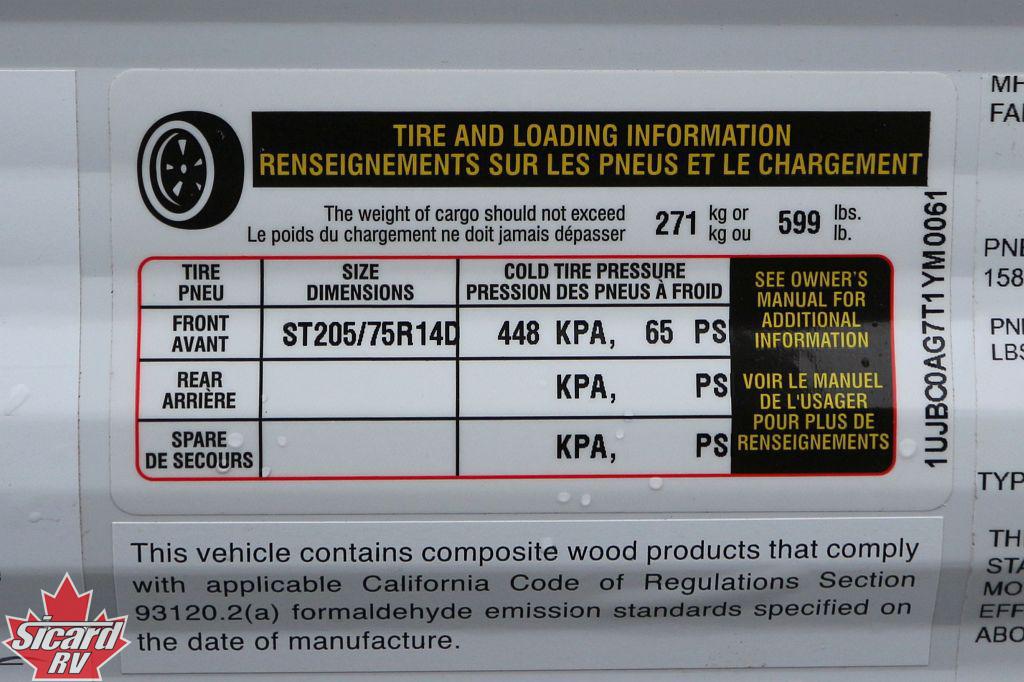 TIRE AND LOADING INFORMATION
RENSEIGNEMENTS SUR LES PNEUS ET LE CHARGEMENT
The weight of cargo should not exceed 271 kg or 599 lbs.
Le poids du chargement ne doit jamais dépasser kg ou lb.
TIRE SIZE COLD TIRE PRESSURE
PNEU DIMENSIONS PRESSION DES PNEUS À FROID
FRONT
AVANT
ST205/75R14D 448 KPA, 65 PS
REAR
ARRIÈRE
KPA, PS
SPARE
DE SECOURS
KPA, PS
SEE OWNER'S
MANUAL FOR
ADDITIONAL
INFORMATION
VOIR LE MANUEL
DE L'USAGER
POUR PLUS DE
RENSEIGNEMENTS
1UJBC0AG7T1YM0061
This vehicle contains composite wood products that comply
with applicable California Code of Regulations Section
93120.2(a) formaldehyde emission standards specified on
the date of manufacture.
PNE
158
LBS
TYP
ABO
Sicard
RV